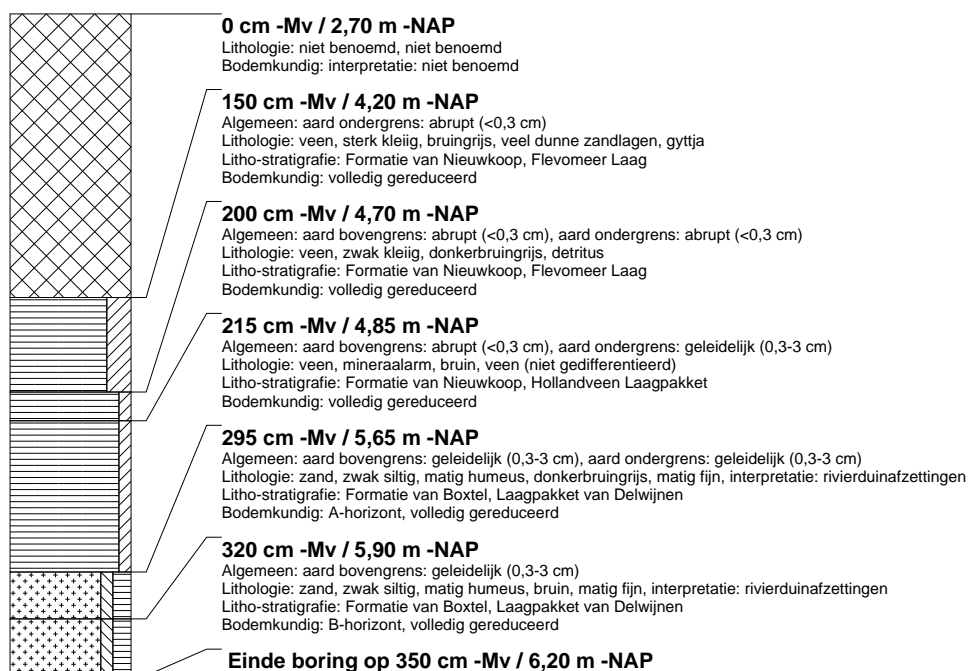 0 cm -Mv / 2,70 m -NAP
Lithologie: niet benoemd, niet benoemd
Bodemkundig: interpretatie: niet benoemd
150 cm -Mv / 4,20 m -NAP
Algemeen: aard ondergrens: abrupt (<0,3 cm)
Lithologie: veen, sterk kleiig, bruingrijs, veel dunne zandlagen, gyttja
Litho-stratigrafie: Formatie van Nieuwkoop, Flevomeer Laag
Bodemkundig: volledig gereduceerd
200 cm -Mv / 4,70 m -NAP
Algemeen: aard bovengrens: abrupt (<0,3 cm), aard ondergrens: abrupt (<0,3 cm)
Lithologie: veen, zwak kleiig, donkerbruingrijs, detritus
Litho-stratigrafie: Formatie van Nieuwkoop, Flevomeer Laag
Bodemkundig: volledig gereduceerd
215 cm -Mv / 4,85 m -NAP
Algemeen: aard bovengrens: abrupt (<0,3 cm), aard ondergrens: geleidelijk (0,3-3 cm)
Lithologie: veen, mineraalarm, bruin, veen (niet gedifferentieerd)
Litho-stratigrafie: Formatie van Nieuwkoop, Hollandveen Laagpakket
Bodemkundig: volledig gereduceerd
295 cm -Mv / 5,65 m -NAP
Algemeen: aard bovengrens: geleidelijk (0,3-3 cm), aard ondergrens: geleidelijk (0,3-3 cm)
Lithologie: zand, zwak siltig, matig humeus, donkerbruingrijs, matig fijn, interpretatie: rivierduinafzettingen
Litho-stratigrafie: Formatie van Boxtel, Laagpakket van Delwijnen
Bodemkundig: A-horizont, volledig gereduceerd
320 cm -Mv / 5,90 m -NAP
Algemeen: aard bovengrens: geleidelijk (0,3-3 cm)
Lithologie: zand, zwak siltig, matig humeus, bruin, matig fijn, interpretatie: rivierduinafzettingen
Litho-stratigrafie: Formatie van Boxtel, Laagpakket van Delwijnen
Bodemkundig: B-horizont, volledig gereduceerd
Einde boring op 350 cm -Mv / 6,20 m -NAP